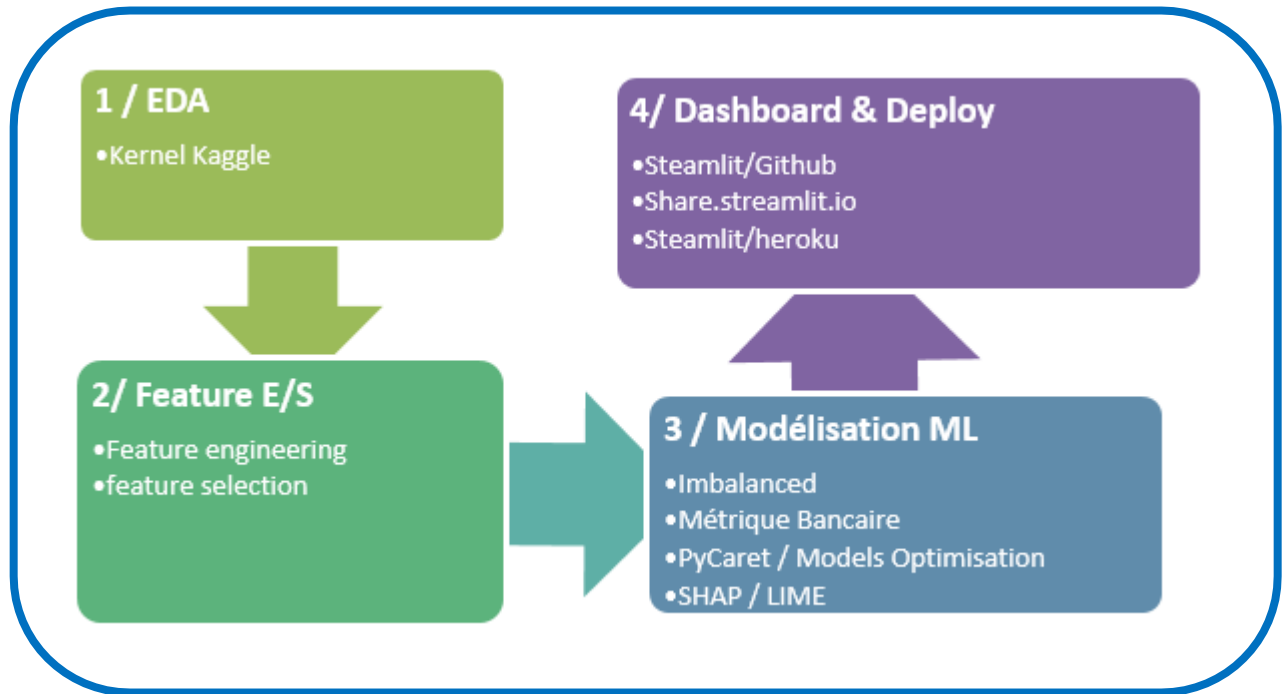 1 / EDA
•Kernel Kaggle
2/ Feature E/S
•Feature engineering
•feature selection
3 / Modélisation ML
•Imbalanced
•Métrique Bancaire
•PyCaret / Models Optimisation
•SHAP / LIME
4/ Dashboard & Deploy
•Steamlit/Github
•Share.streamlit.io
•Steamlit/heroku